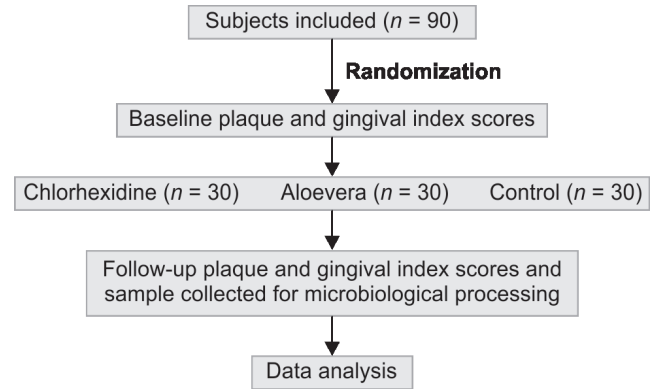 Subjects included (n = 90)
Randomization
Baseline plaque and gingival index scores
Chlorhexidine (n = 30) Aloevera (n = 30) Control (n = 30)
Follow-up plaque and gingival index scores and
sample collected for microbiological processing
Data analysis